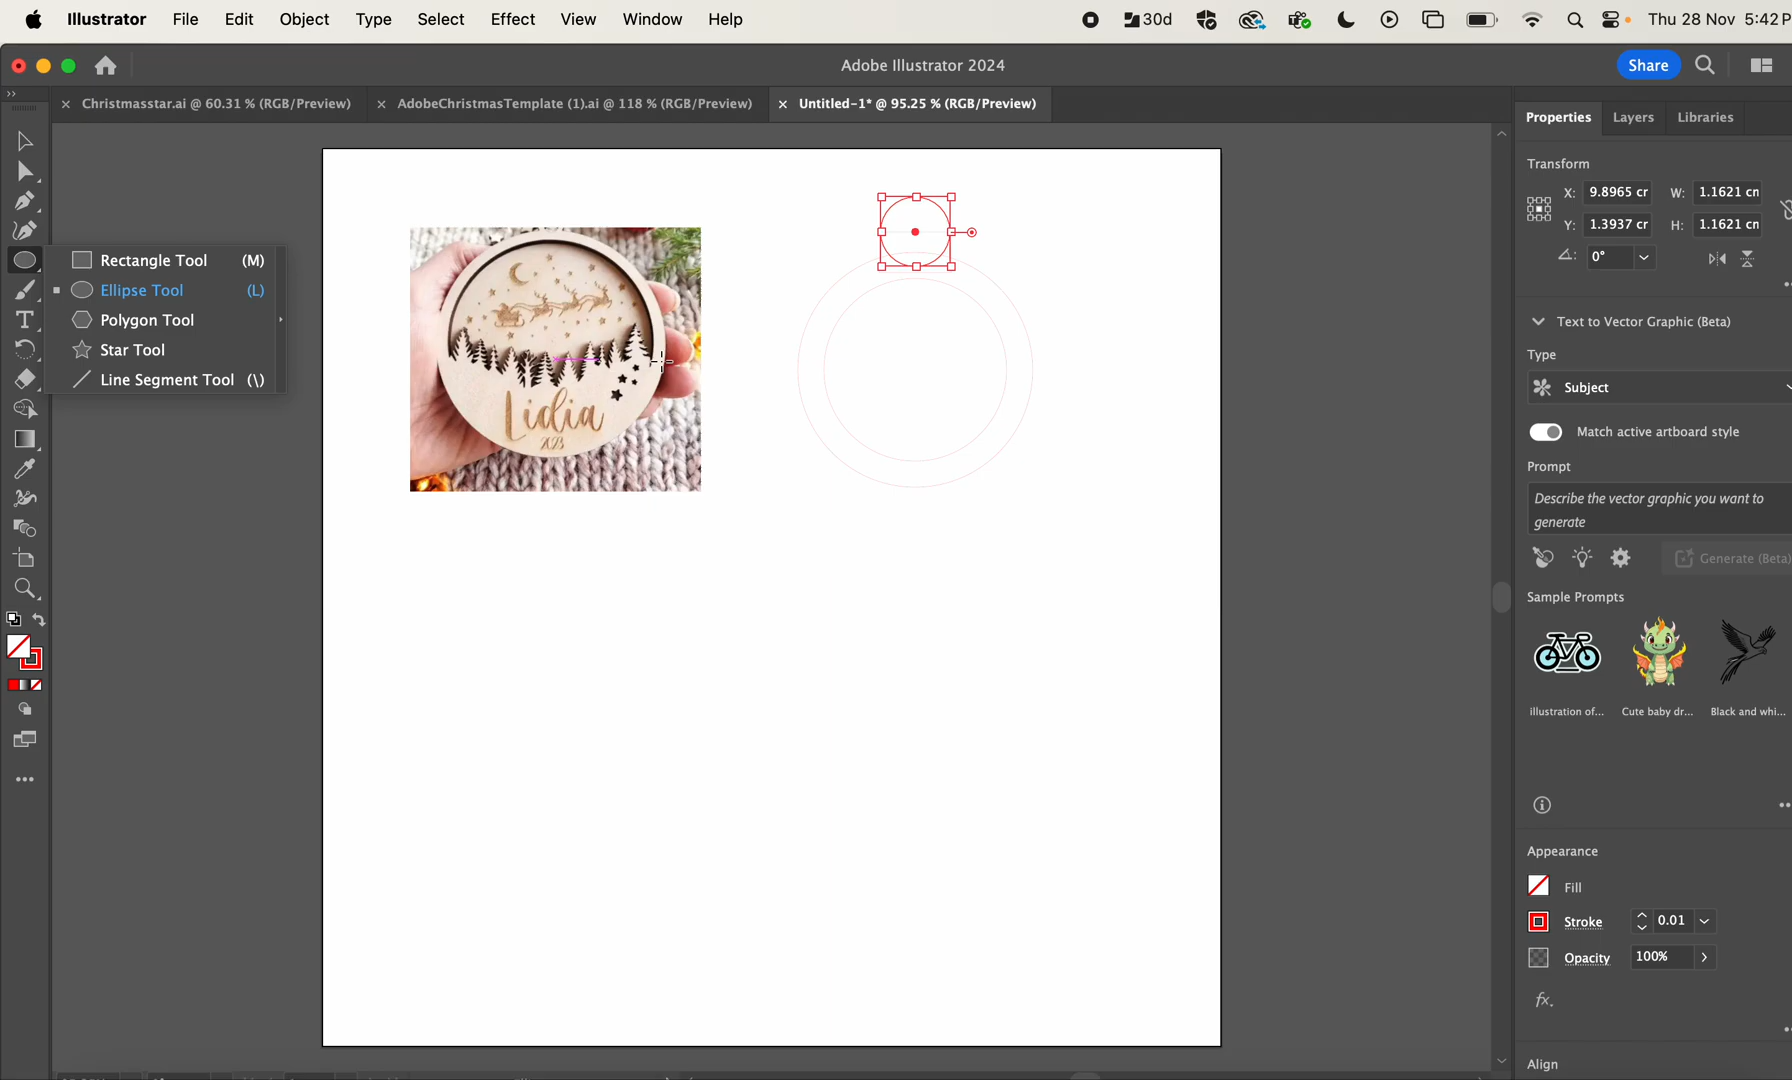 Illustrator File Edit Object Type Select Effect View Window Help 30d Thu 28 Nov 5:42 P
Adobe Illustrator 2024 Share
Christmasstar.ai @ 60.31 % (RGB/Preview) AdobeChristmasTemplate (1).ai @ 118 % (RGB/Preview) Untitled-1* @ 95.25 % (RGB/Preview)
Properties Layers Libraries
Transform
X: 9.8965 cr W: 1.1621 cn
Y: 1.3937 cr H: 1.1621 cn
0°
Rectangle Tool (M)
Ellipse Tool (L)
Polygon Tool
Star Tool
Line Segment Tool (\)
Lidia
2023
Text to Vector Graphic (Beta)
Type
Subject
Match active artboard style
Prompt
Describe the vector graphic you want to
generate
Generate (Beta)
Sample Prompts
illustration of... Cute baby dr... Black and whi...
Appearance
Fill
Stroke 0.01
Opacity 100%
fx.
Align